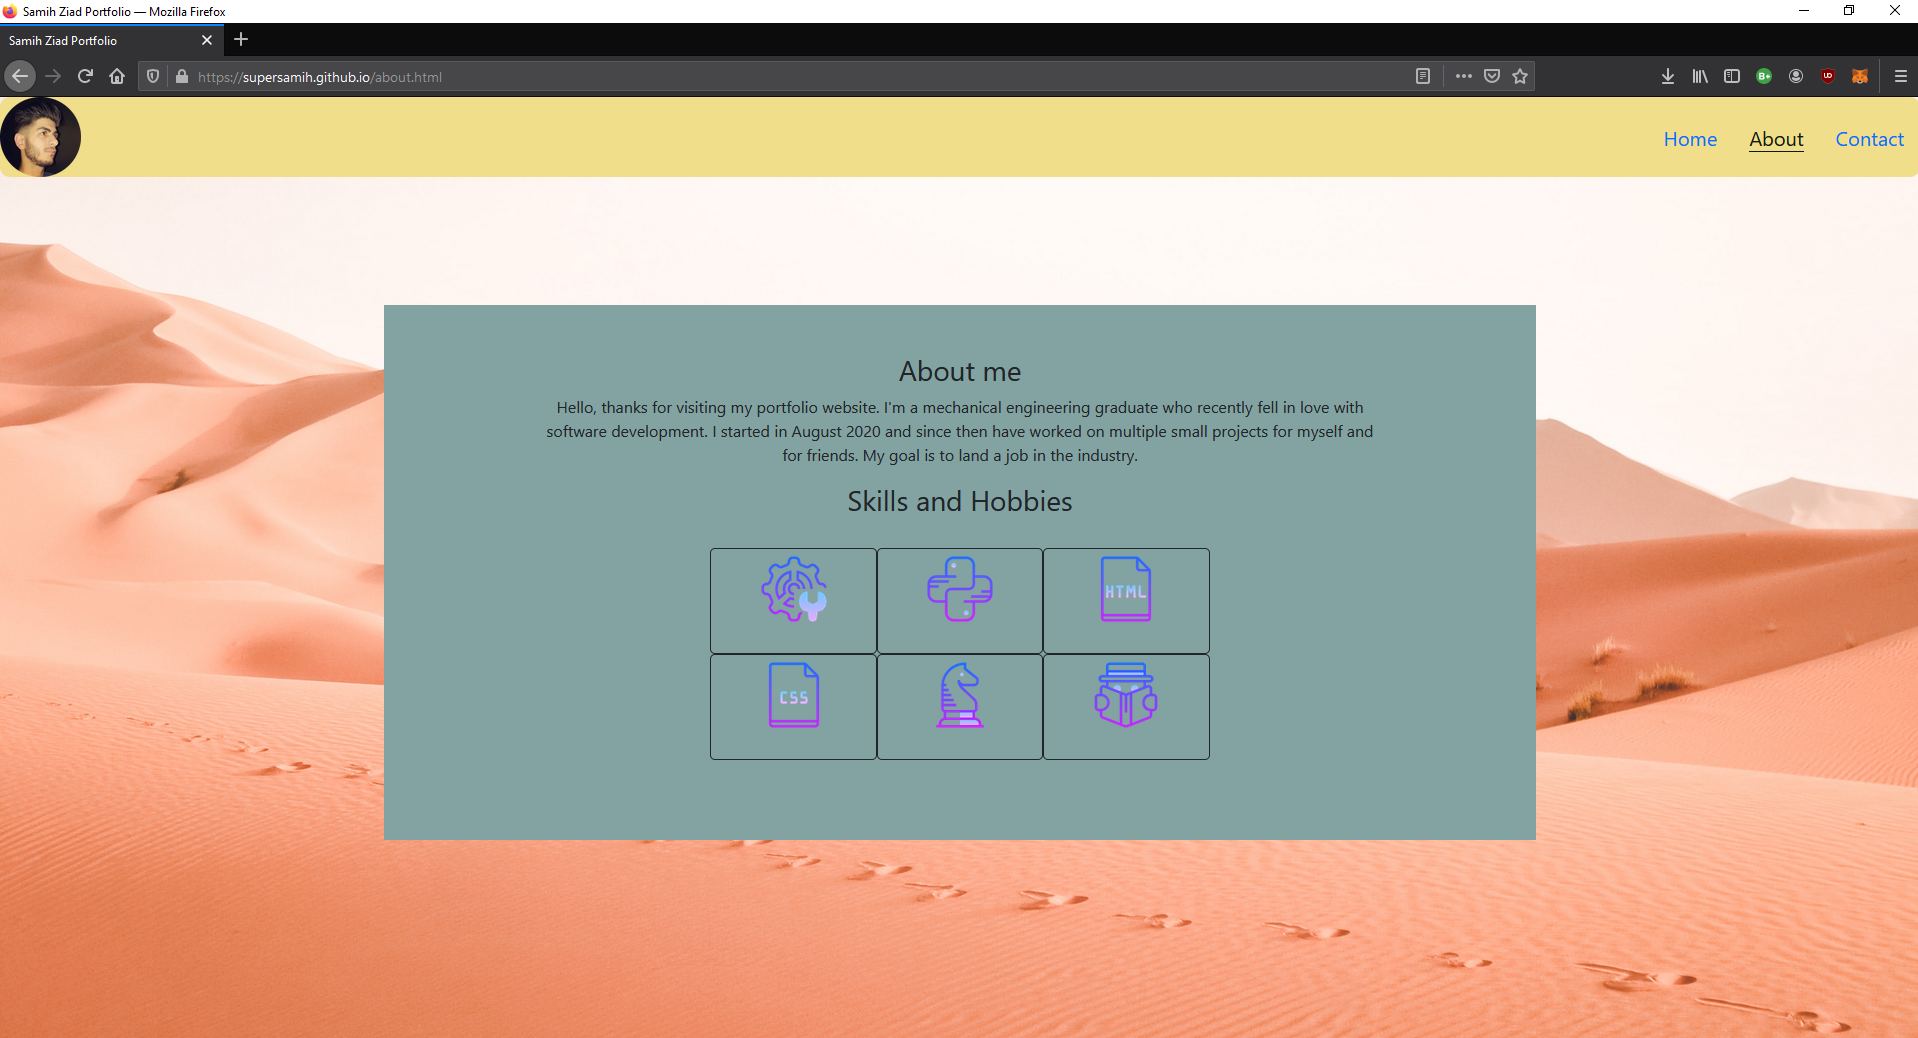 Samih Ziad Portfolio — Mozilla Firefox
Samih Ziad Portfolio
https://supersamih.github.io/about.html
B+
UD
Home
About
Contact
About me
Hello, thanks for visiting my portfolio website. I'm a mechanical engineering graduate who recently fell in love with
software development. I started in August 2020 and since then have worked on multiple small projects for myself and
for friends. My goal is to land a job in the industry.
Skills and Hobbies
HTML
CSS